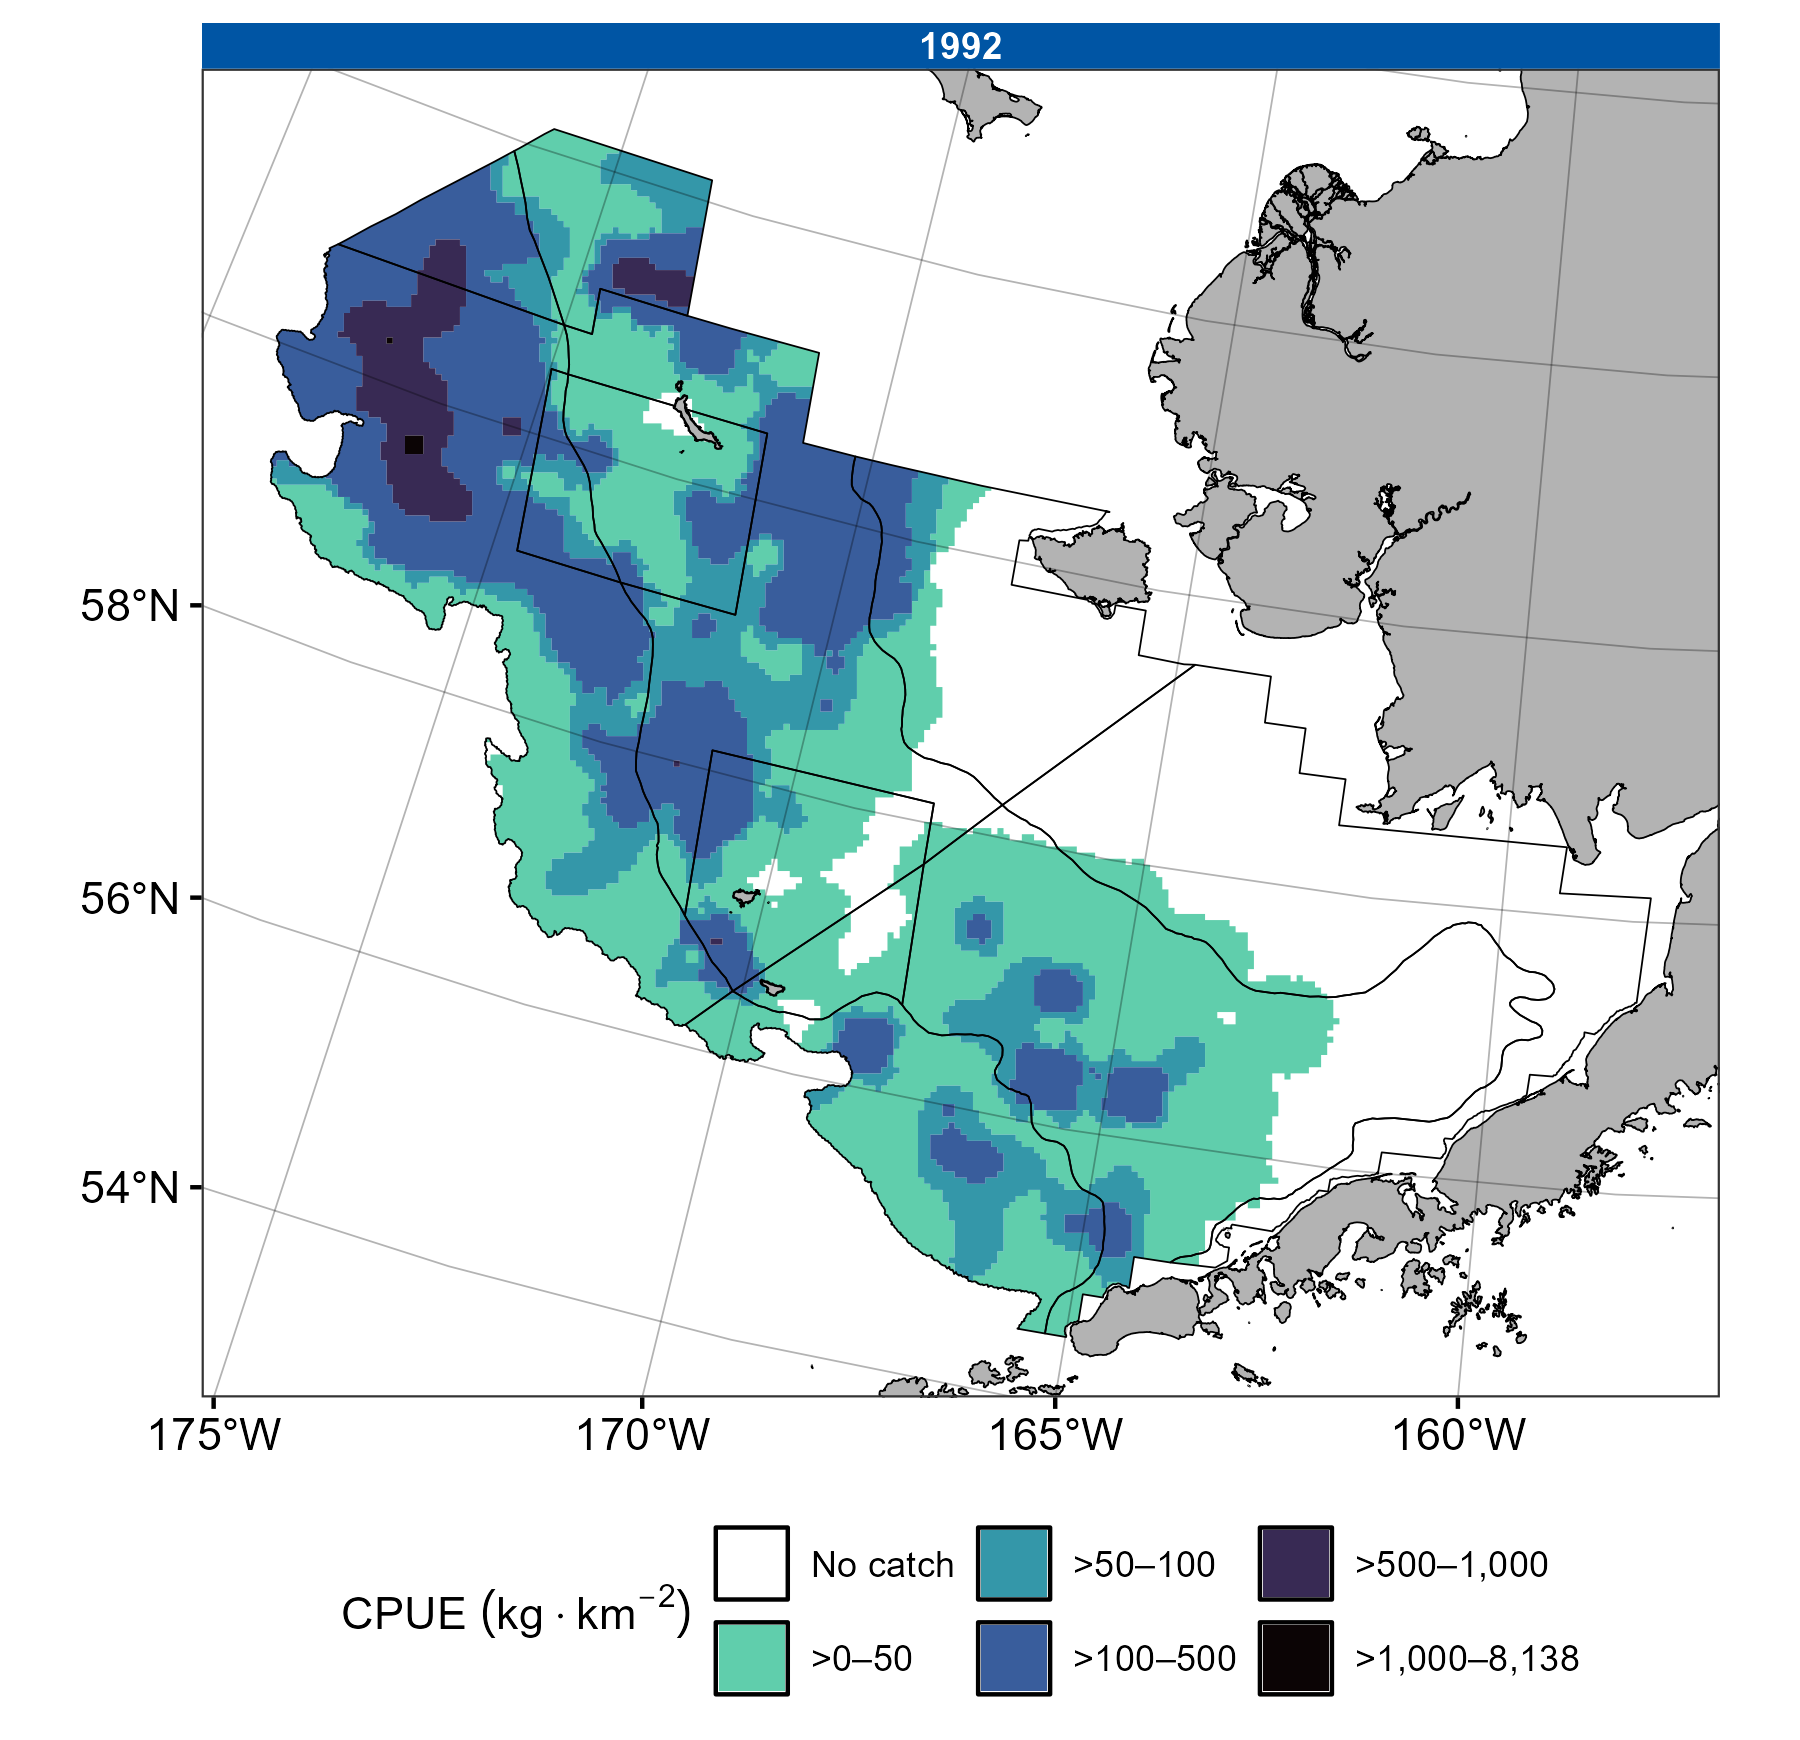 1992
58°N
56°N
54°N
175°W 170°W 165°W 160°W
CPUE (kg · km⁻²)
No catch
>0–50
>50–100
>100–500
>500–1,000
>1,000–8,138